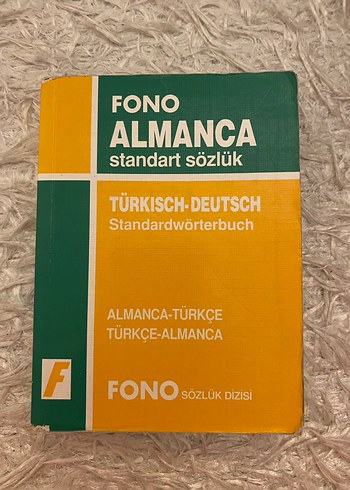 FONO
ALMANCA
standart sözlük
TÜRKISCH-DEUTSCH
Standardwörterbuch
ALMANCA-TÜRKÇE
TÜRKÇE-ALMANCA
F
FONO SÖZLÜK DİZİSİ